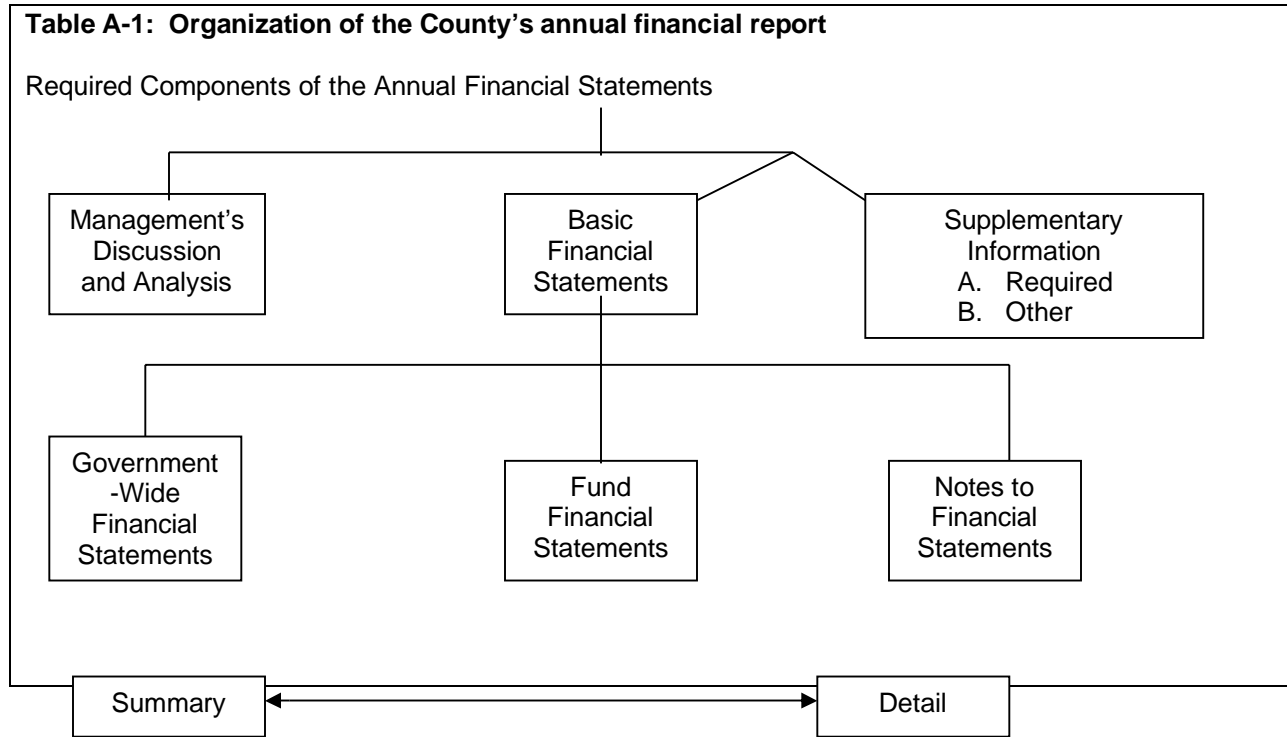 Table A-1:  Organization of the County’s annual financial report
Required Components of the Annual Financial Statements
Management’s
Discussion
and Analysis
Basic
Financial
Statements
Supplementary
Information
A. Required
B. Other
Government
-Wide
Financial
Statements
Fund
Financial
Statements
Notes to
Financial
Statements
Summary
Detail